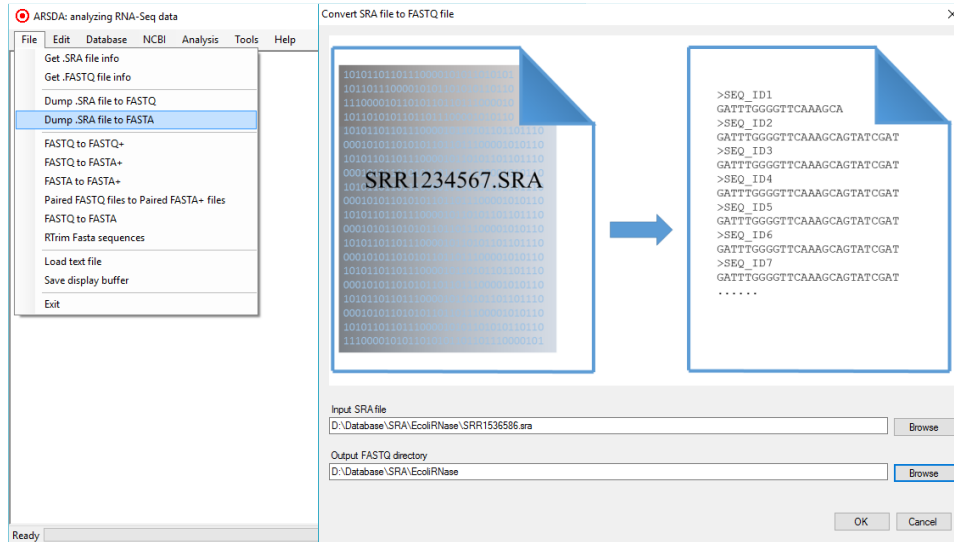 ARSDA: analyzing RNA-Seq data
File Edit Database NCBI Analysis Tools Help
Get .SRA file info
Get .FASTQ file info
Dump .SRA file to FASTQ
Dump .SRA file to FASTA
FASTQ to FASTQ+
FASTQ to FASTA+
FASTA to FASTA+
Paired FASTQ files to Paired FASTA+ files
FASTQ to FASTA
RTrim Fasta sequences
Load text file
Save display buffer
Exit
Ready
Convert SRA file to FASTQ file
SRR1234567.SRA
>SEQ_ID1
GATTTGGGGTTCAAAGCA
>SEQ_ID2
GATTTGGGGTTCAAAGCAGTATCGAT
>SEQ_ID3
GATTTGGGGTTCAAAGCAGTATCGAT
>SEQ_ID4
GATTTGGGGTTCAAAGCAGTATCGAT
>SEQ_ID5
GATTTGGGGTTCAAAGCAGTATCGAT
>SEQ_ID6
GATTTGGGGTTCAAAGCAGTATCGAT
>SEQ_ID7
GATTTGGGGTTCAAAGCAGTATCGAT
......
Input SRA file
D:\Database\SRA\EcoliRNase\SRR1536586.sra
Browse
Output FASTQ directory
D:\Database\SRA\EcoliRNase
Browse
OK Cancel